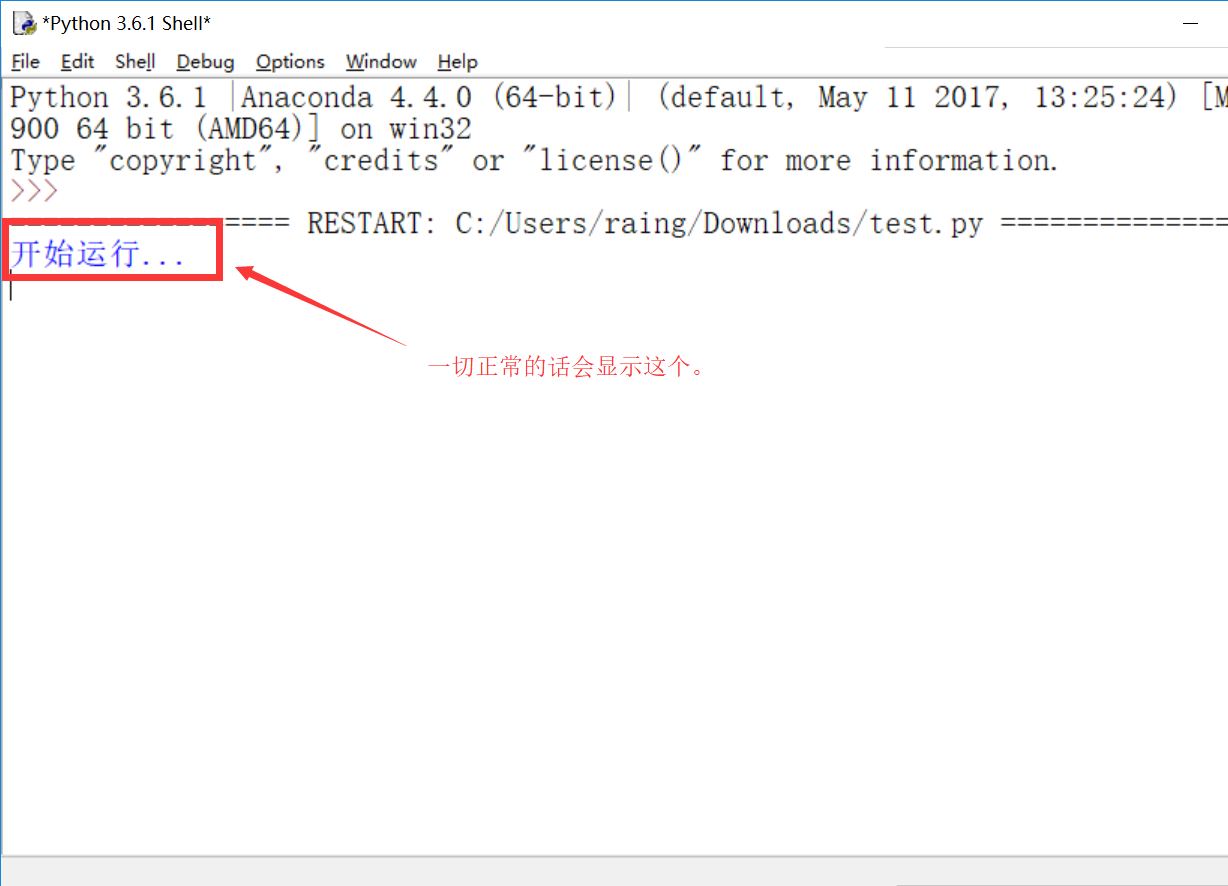 *Python 3.6.1 Shell*
File Edit Shell Debug Options Window Help
Python 3.6.1 |Anaconda 4.4.0 (64-bit)| (default, May 11 2017, 13:25:24) [M
900 64 bit (AMD64)] on win32
Type "copyright", "credits" or "license()" for more information.
>>>
==== RESTART: C:/Users/raing/Downloads/test.py ==============
开始运行...
一切正常的话会显示这个。